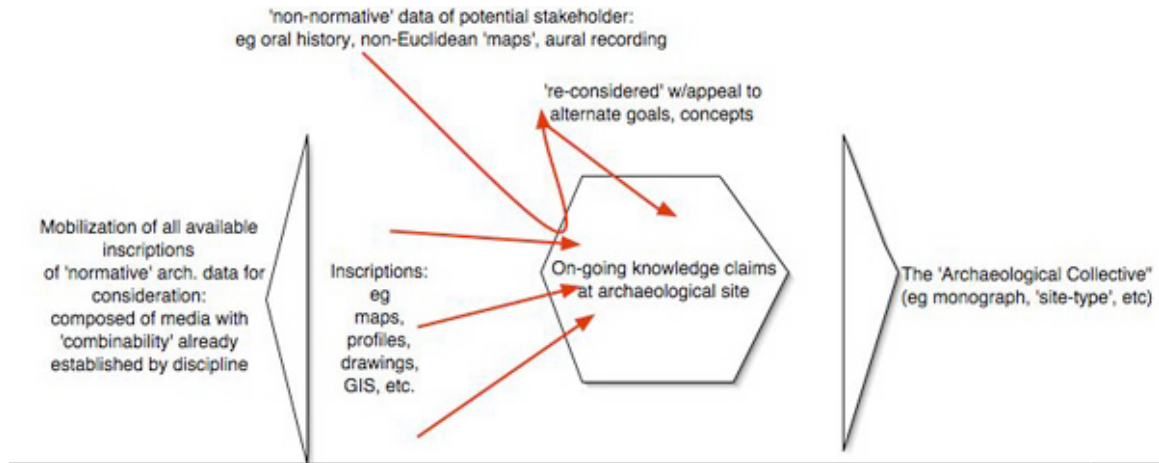 'non-normative' data of potential stakeholder:
eg oral history, non-Euclidean 'maps', aural recording
're-considered' w/appeal to
alternate goals, concepts
Mobilization of all available
inscriptions
of 'normative' arch. data for
consideration:
composed of media with
'combinability' already
established by discipline
Inscriptions:
eg
maps,
profiles,
drawings,
GIS, etc.
On-going knowledge claims
at archaeological site
The 'Archaeological Collective"
(eg monograph, 'site-type', etc)